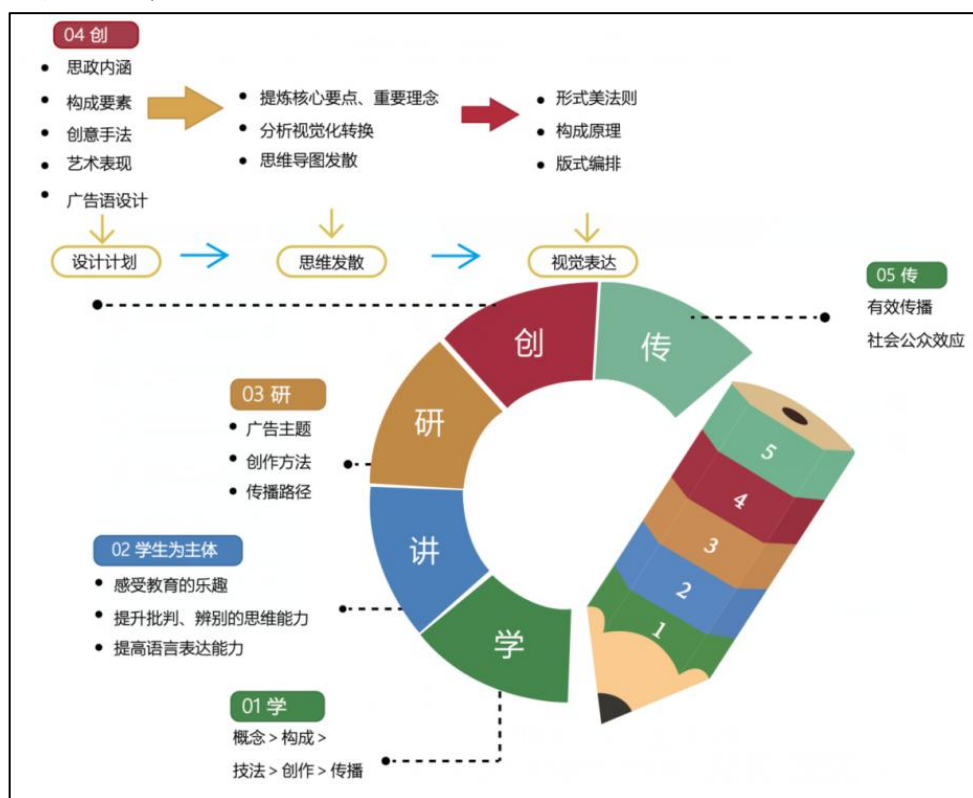 04 创
• 思政内涵
• 构成要素
• 创意手法
• 艺术表现
• 广告语设计
• 提炼核心要点、重要理念
• 分析视觉化转换
• 思维导图发散
• 形式美法则
• 构成原理
• 版式编排
设计计划
思维发散
视觉表达
05 传
有效传播
社会公众效应
创
传
研
讲
学
03 研
• 广告主题
• 创作方法
• 传播路径
02 学生为主体
• 感受教育的乐趣
• 提升批判、辨别的思维能力
• 提高语言表达能力
01 学
概念 > 构成 >
技法 > 创作 > 传播
5
4
3
2
1